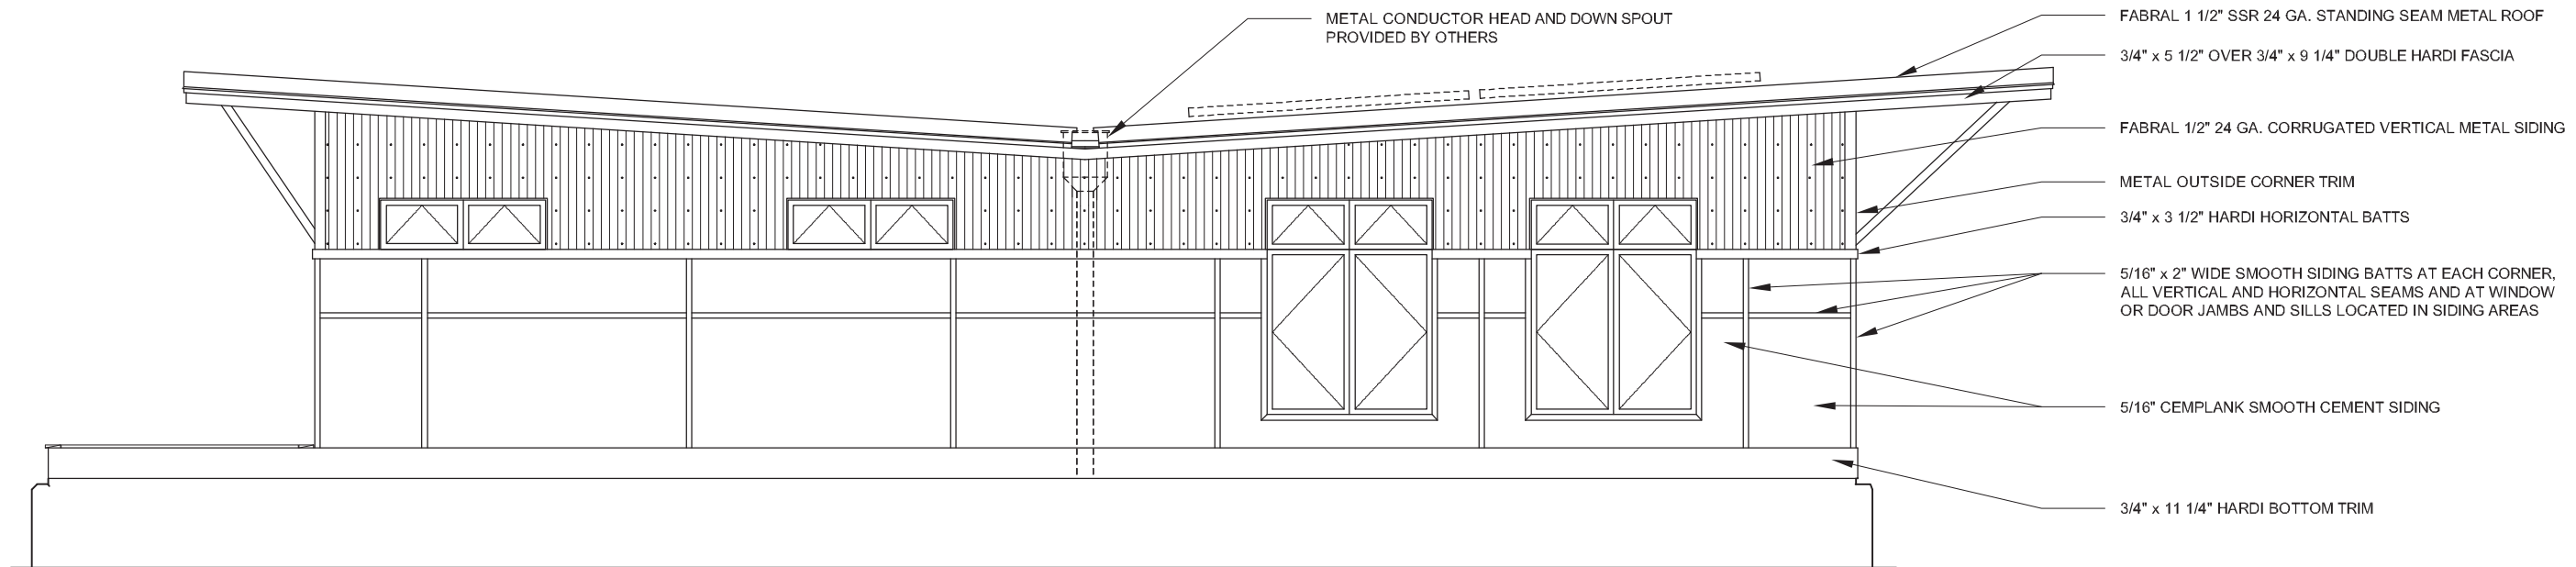 METAL CONDUCTOR HEAD AND DOWN SPOUT
PROVIDED BY OTHERS
FABRAL 1 1/2" SSR 24 GA. STANDING SEAM METAL ROOF
3/4" x 5 1/2" OVER 3/4" x 9 1/4" DOUBLE HARDI FASCIA
FABRAL 1/2" 24 GA. CORRUGATED VERTICAL METAL SIDING
METAL OUTSIDE CORNER TRIM
3/4" x 3 1/2" HARDI HORIZONTAL BATTS
5/16" x 2" WIDE SMOOTH SIDING BATTS AT EACH CORNER,
ALL VERTICAL AND HORIZONTAL SEAMS AND AT WINDOW
OR DOOR JAMBS AND SILLS LOCATED IN SIDING AREAS
5/16" CEMPLANK SMOOTH CEMENT SIDING
3/4" x 11 1/4" HARDI BOTTOM TRIM